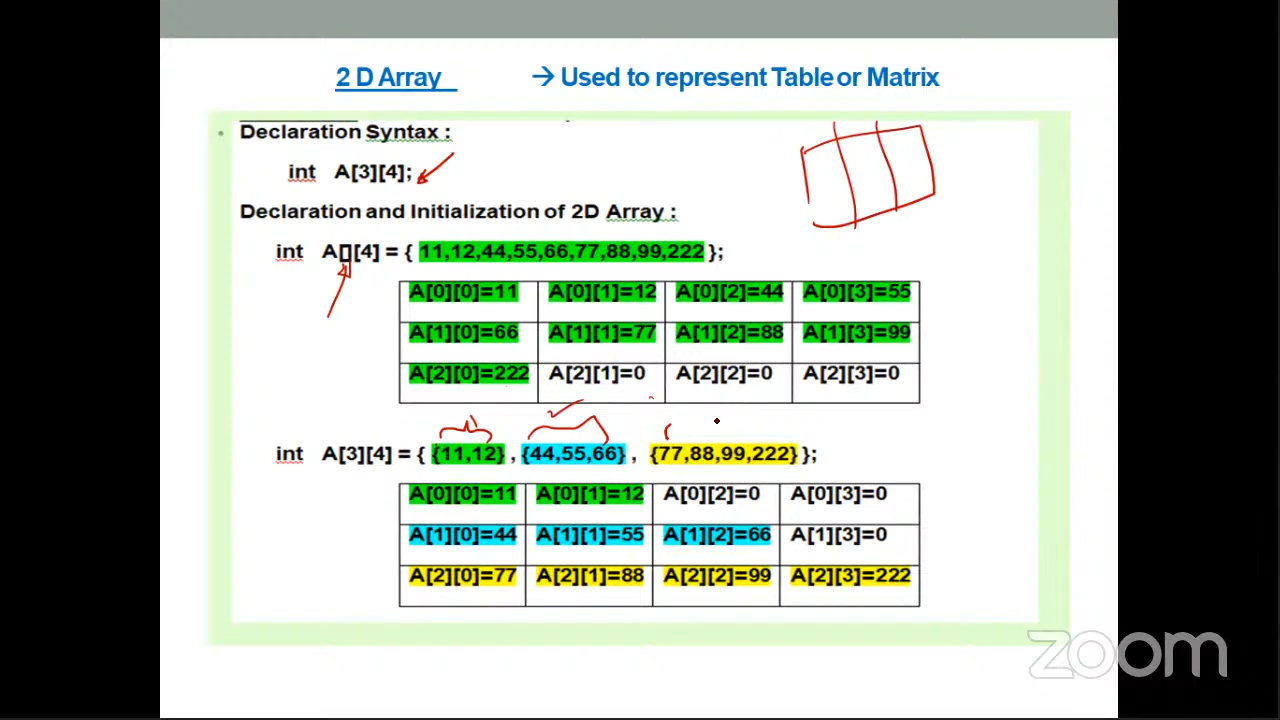 2 D Array → Used to represent Table or Matrix
• Declaration Syntax :
int A[3][4];
Declaration and Initialization of 2D Array :
int A[][4] = { 11,12,44,55,66,77,88,99,222 };
A[0][0]=11 A[0][1]=12 A[0][2]=44 A[0][3]=55
A[1][0]=66 A[1][1]=77 A[1][2]=88 A[1][3]=99
A[2][0]=222 A[2][1]=0 A[2][2]=0 A[2][3]=0
int A[3][4] = { {11,12} , {44,55,66} , {77,88,99,222} };
A[0][0]=11 A[0][1]=12 A[0][2]=0 A[0][3]=0
A[1][0]=44 A[1][1]=55 A[1][2]=66 A[1][3]=0
A[2][0]=77 A[2][1]=88 A[2][2]=99 A[2][3]=222
zoom